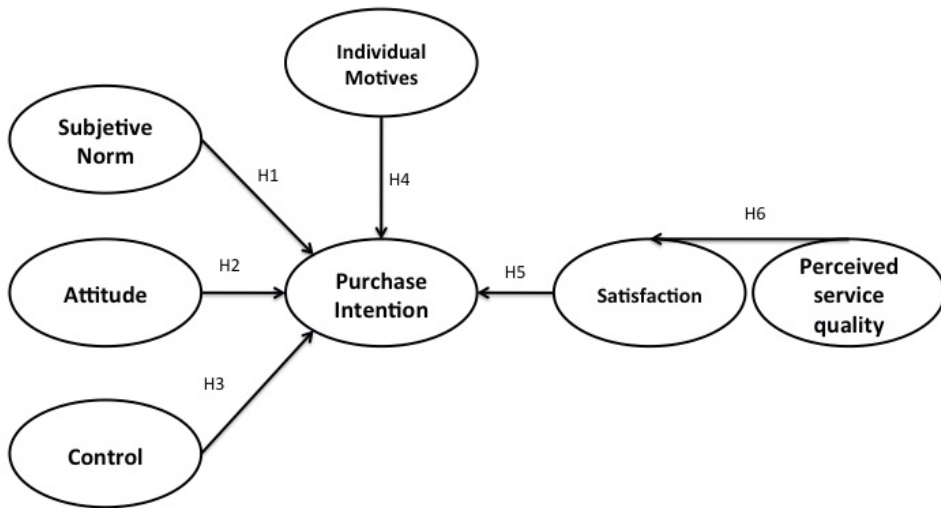 Individual
Motives
Subjetive
Norm
H1
H4
H6
Attitude
H2
Purchase
Intention
H5
Satisfaction
Perceived
service
quality
H3
Control